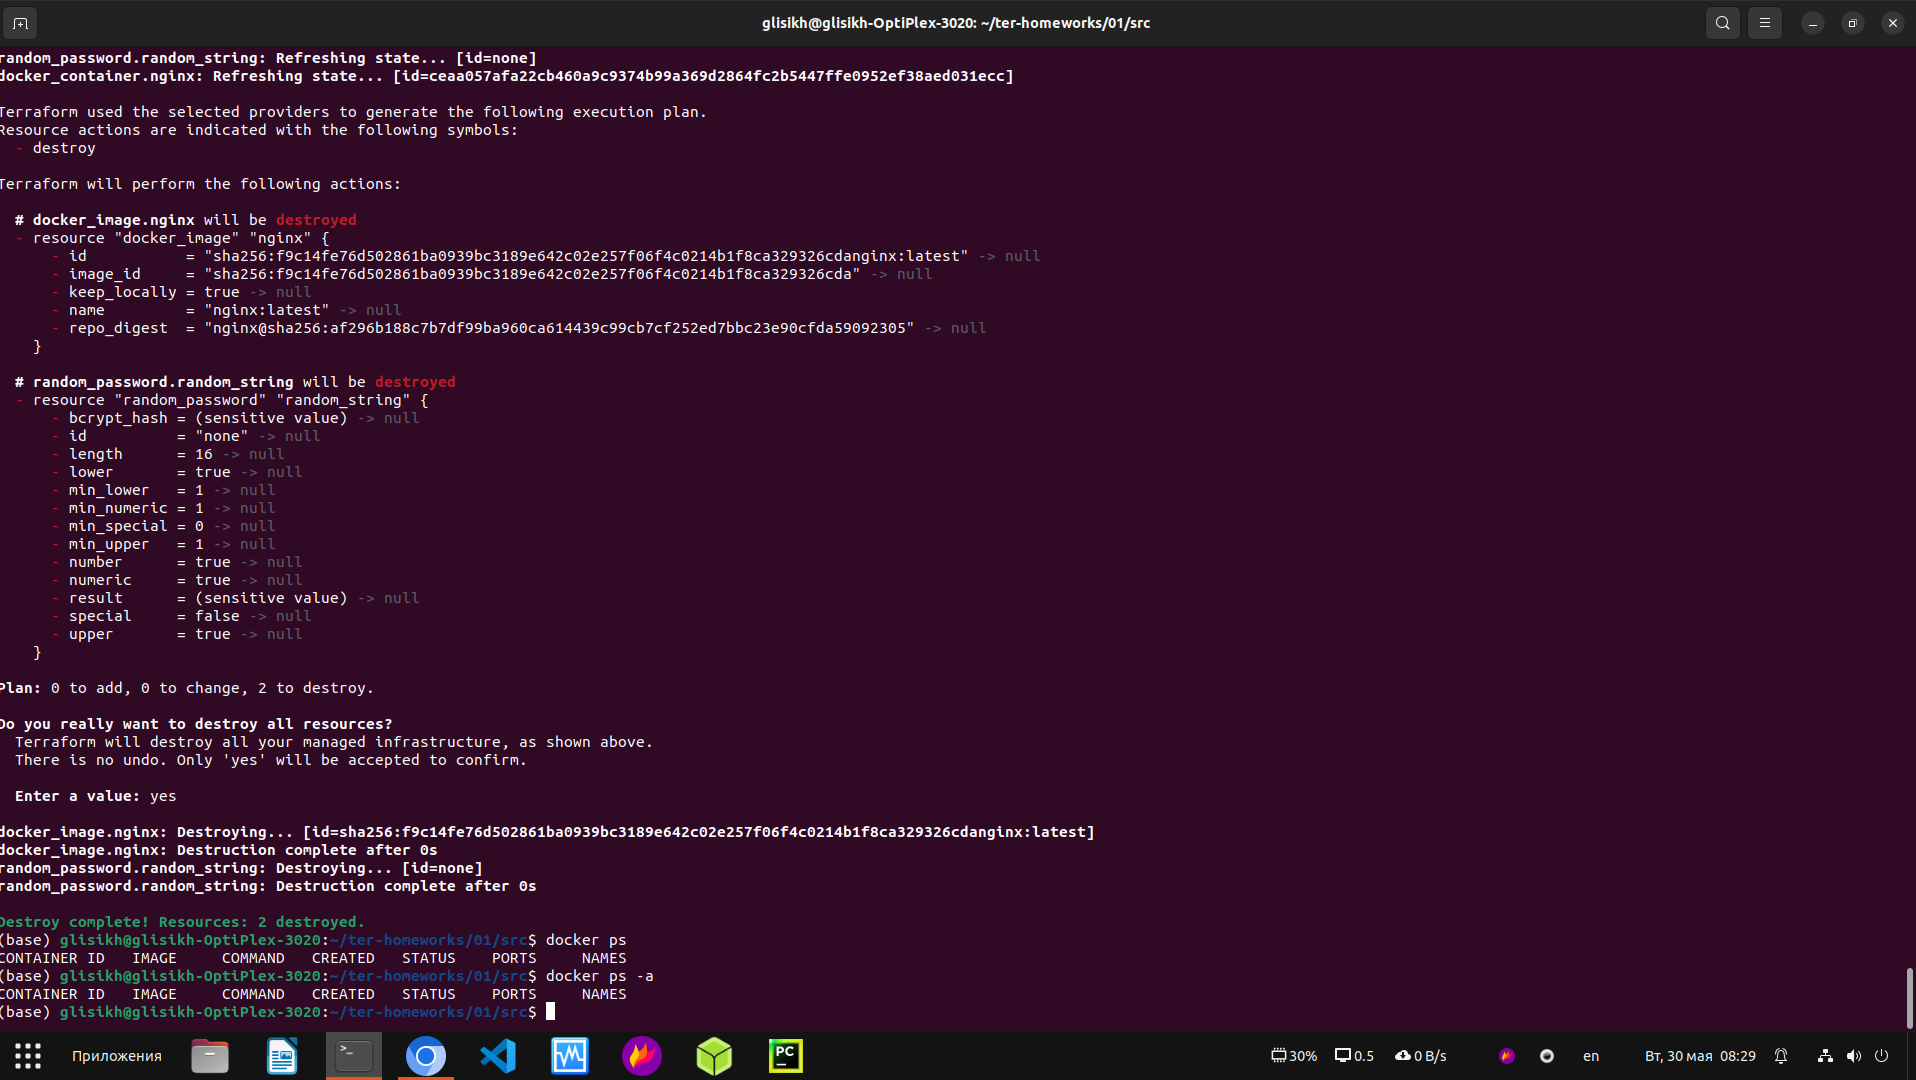 glisikh@glisikh-OptiPlex-3020: ~/ter-homeworks/01/src
random_password.random_string: Refreshing state... [id=none]
docker_container.nginx: Refreshing state... [id=ceaa057afa22cb460a9c9374b99a369d2864fc2b5447ffe0952ef38aed031ecc]
Terraform used the selected providers to generate the following execution plan.
Resource actions are indicated with the following symbols:
  - destroy
Terraform will perform the following actions:
  # docker_image.nginx will be destroyed
  - resource "docker_image" "nginx" {
      - id           = "sha256:f9c14fe76d502861ba0939bc3189e642c02e257f06f4c0214b1f8ca329326cdanginx:latest" -> null
      - image_id     = "sha256:f9c14fe76d502861ba0939bc3189e642c02e257f06f4c0214b1f8ca329326cda" -> null
      - keep_locally = true -> null
      - name         = "nginx:latest" -> null
      - repo_digest  = "nginx@sha256:af296b188c7b7df99ba960ca614439c99cb7cf252ed7bbc23e90cfda59092305" -> null
    }
  # random_password.random_string will be destroyed
  - resource "random_password" "random_string" {
      - bcrypt_hash = (sensitive value) -> null
      - id          = "none" -> null
      - length      = 16 -> null
      - lower       = true -> null
      - min_lower   = 1 -> null
      - min_numeric = 1 -> null
      - min_special = 0 -> null
      - min_upper   = 1 -> null
      - number      = true -> null
      - numeric     = true -> null
      - result      = (sensitive value) -> null
      - special     = false -> null
      - upper       = true -> null
    }
Plan: 0 to add, 0 to change, 2 to destroy.
Do you really want to destroy all resources?
  Terraform will destroy all your managed infrastructure, as shown above.
  There is no undo. Only 'yes' will be accepted to confirm.
  Enter a value: yes
docker_image.nginx: Destroying... [id=sha256:f9c14fe76d502861ba0939bc3189e642c02e257f06f4c0214b1f8ca329326cdanginx:latest]
docker_image.nginx: Destruction complete after 0s
random_password.random_string: Destroying... [id=none]
random_password.random_string: Destruction complete after 0s
Destroy complete! Resources: 2 destroyed.
(base) glisikh@glisikh-OptiPlex-3020:~/ter-homeworks/01/src$ docker ps
CONTAINER ID   IMAGE     COMMAND   CREATED   STATUS    PORTS     NAMES
(base) glisikh@glisikh-OptiPlex-3020:~/ter-homeworks/01/src$ docker ps -a
CONTAINER ID   IMAGE     COMMAND   CREATED   STATUS    PORTS     NAMES
(base) glisikh@glisikh-OptiPlex-3020:~/ter-homeworks/01/src$
Приложения >_ PC 30% 0.5 0 B/s en Вт, 30 мая 08:29